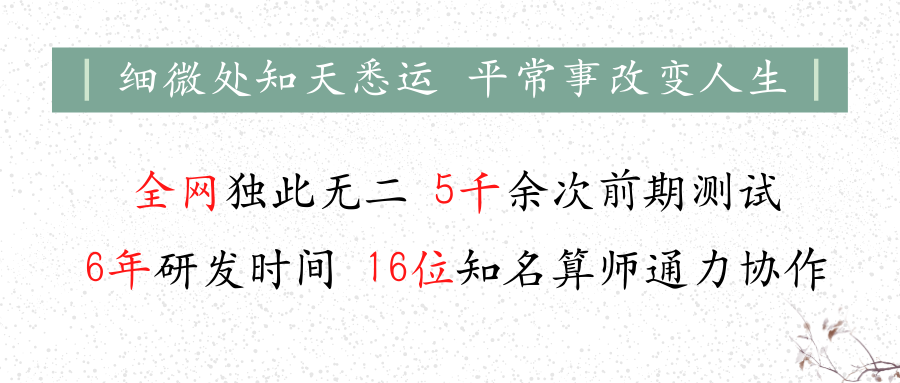 细微处知天悉运 平常事改变人生
全网独此无二 5千余次前期测试
6年研发时间 16位知名算师通力协作